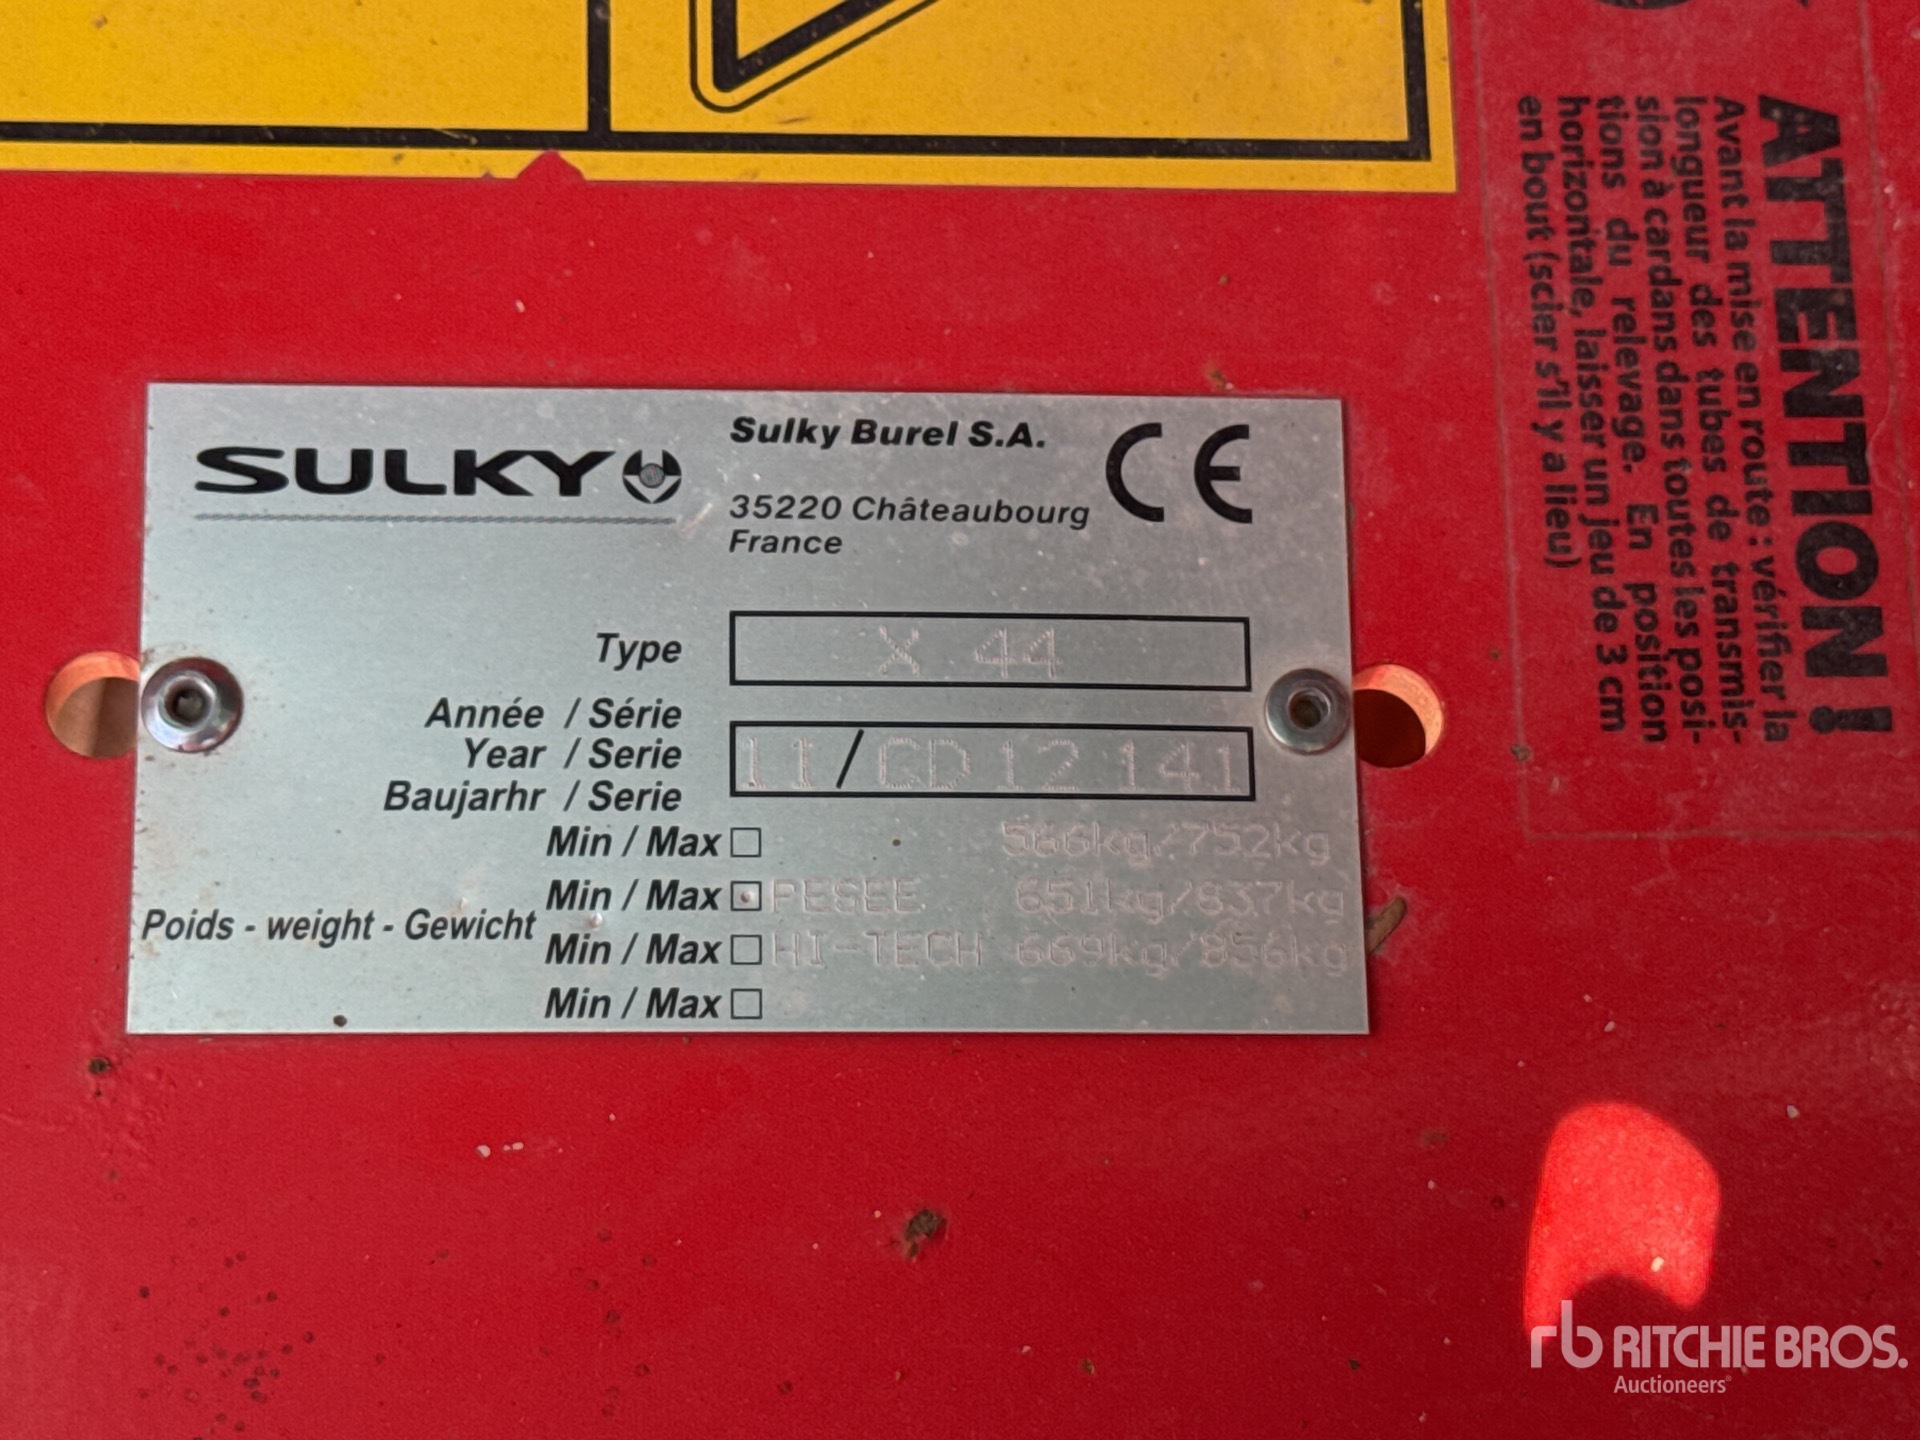 SULKY
Sulky Burel S.A.
35220 Châteaubourg
France
CE
Type X 44
Année / Série
Year / Serie
Baujarhr / Serie
11/CD12 141
Min / Max 566kg/752kg
Min / Max PESEE 651kg/837kg
Poids - weight - Gewicht
Min / Max HI-TECH 669kg/856kg
Min / Max
ATTENTION !
Avant la mise en route : vérifier la
longueur des tubes de transmis-
sion à cardans dans toutes les posi-
tions du relevage. En position
horizontale, laisser un jeu de 3 cm
en bout (scier s'il y a lieu)
rb RITCHIE BROS.
Auctioneers